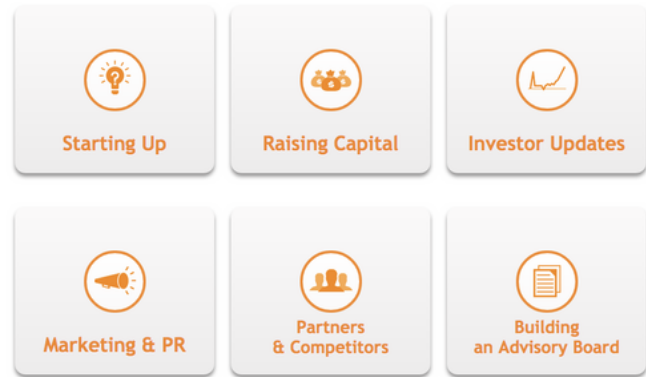 Starting Up
Raising Capital
Investor Updates
Marketing & PR
Partners
& Competitors
Building
an Advisory Board